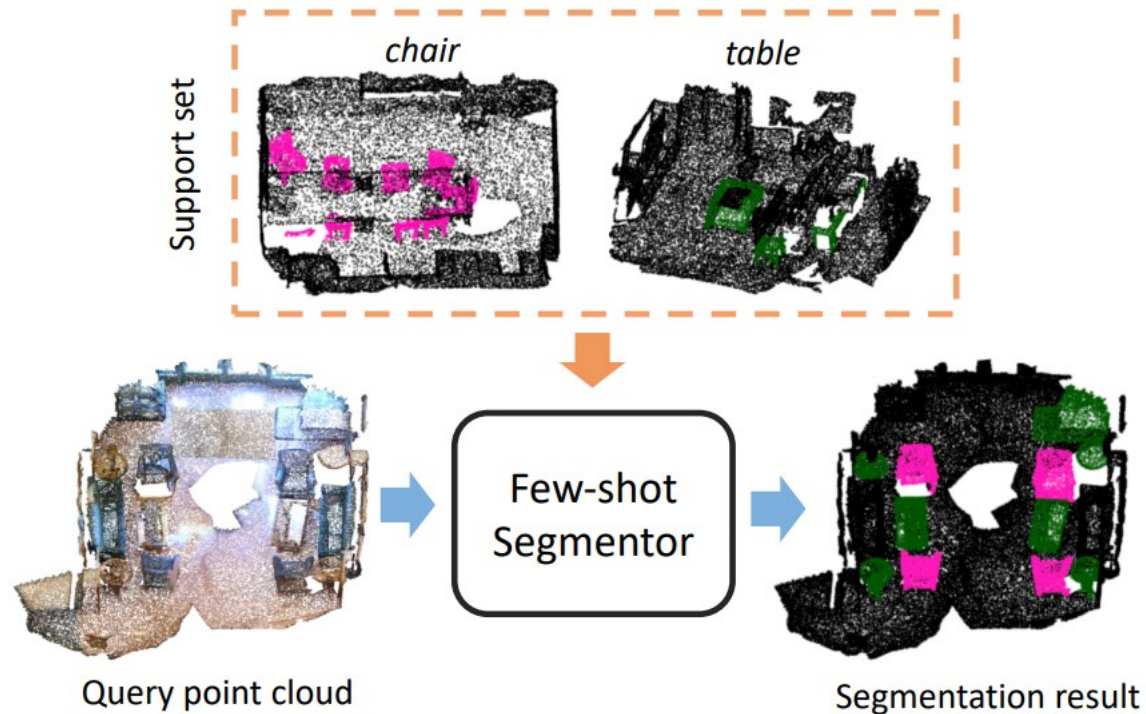 chair
table
Support set
Few-shot
Segmentor
Query point cloud
Segmentation result